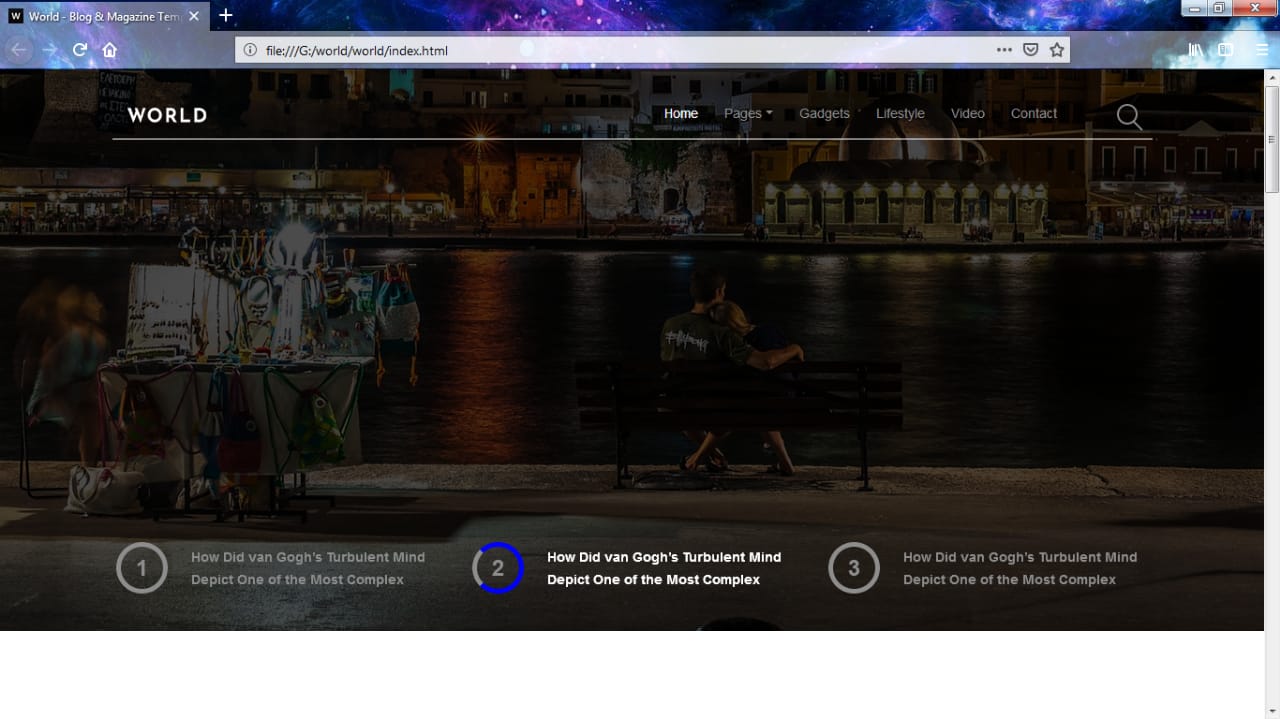 W World - Blog & Magazine Tem
file:///G:/world/world/index.html
WORLD
Home Pages Gadgets Lifestyle Video Contact
1
How Did van Gogh's Turbulent Mind
Depict One of the Most Complex
2
How Did van Gogh's Turbulent Mind
Depict One of the Most Complex
3
How Did van Gogh's Turbulent Mind
Depict One of the Most Complex